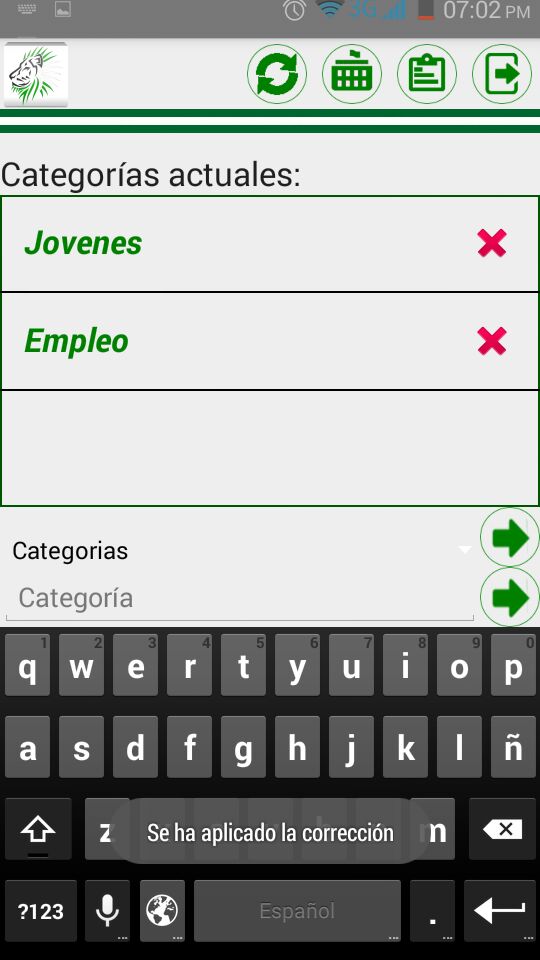 3G 07:02 PM
Categorías actuales:
Jovenes
Empleo
Categorias
Categoría
1 2 3 4 5 6 7 8 9 0
q w e r t y u i o p
a s d f g h j k l ñ
z m
Se ha aplicado la corrección
?123 ... ... Español ... . ... ...